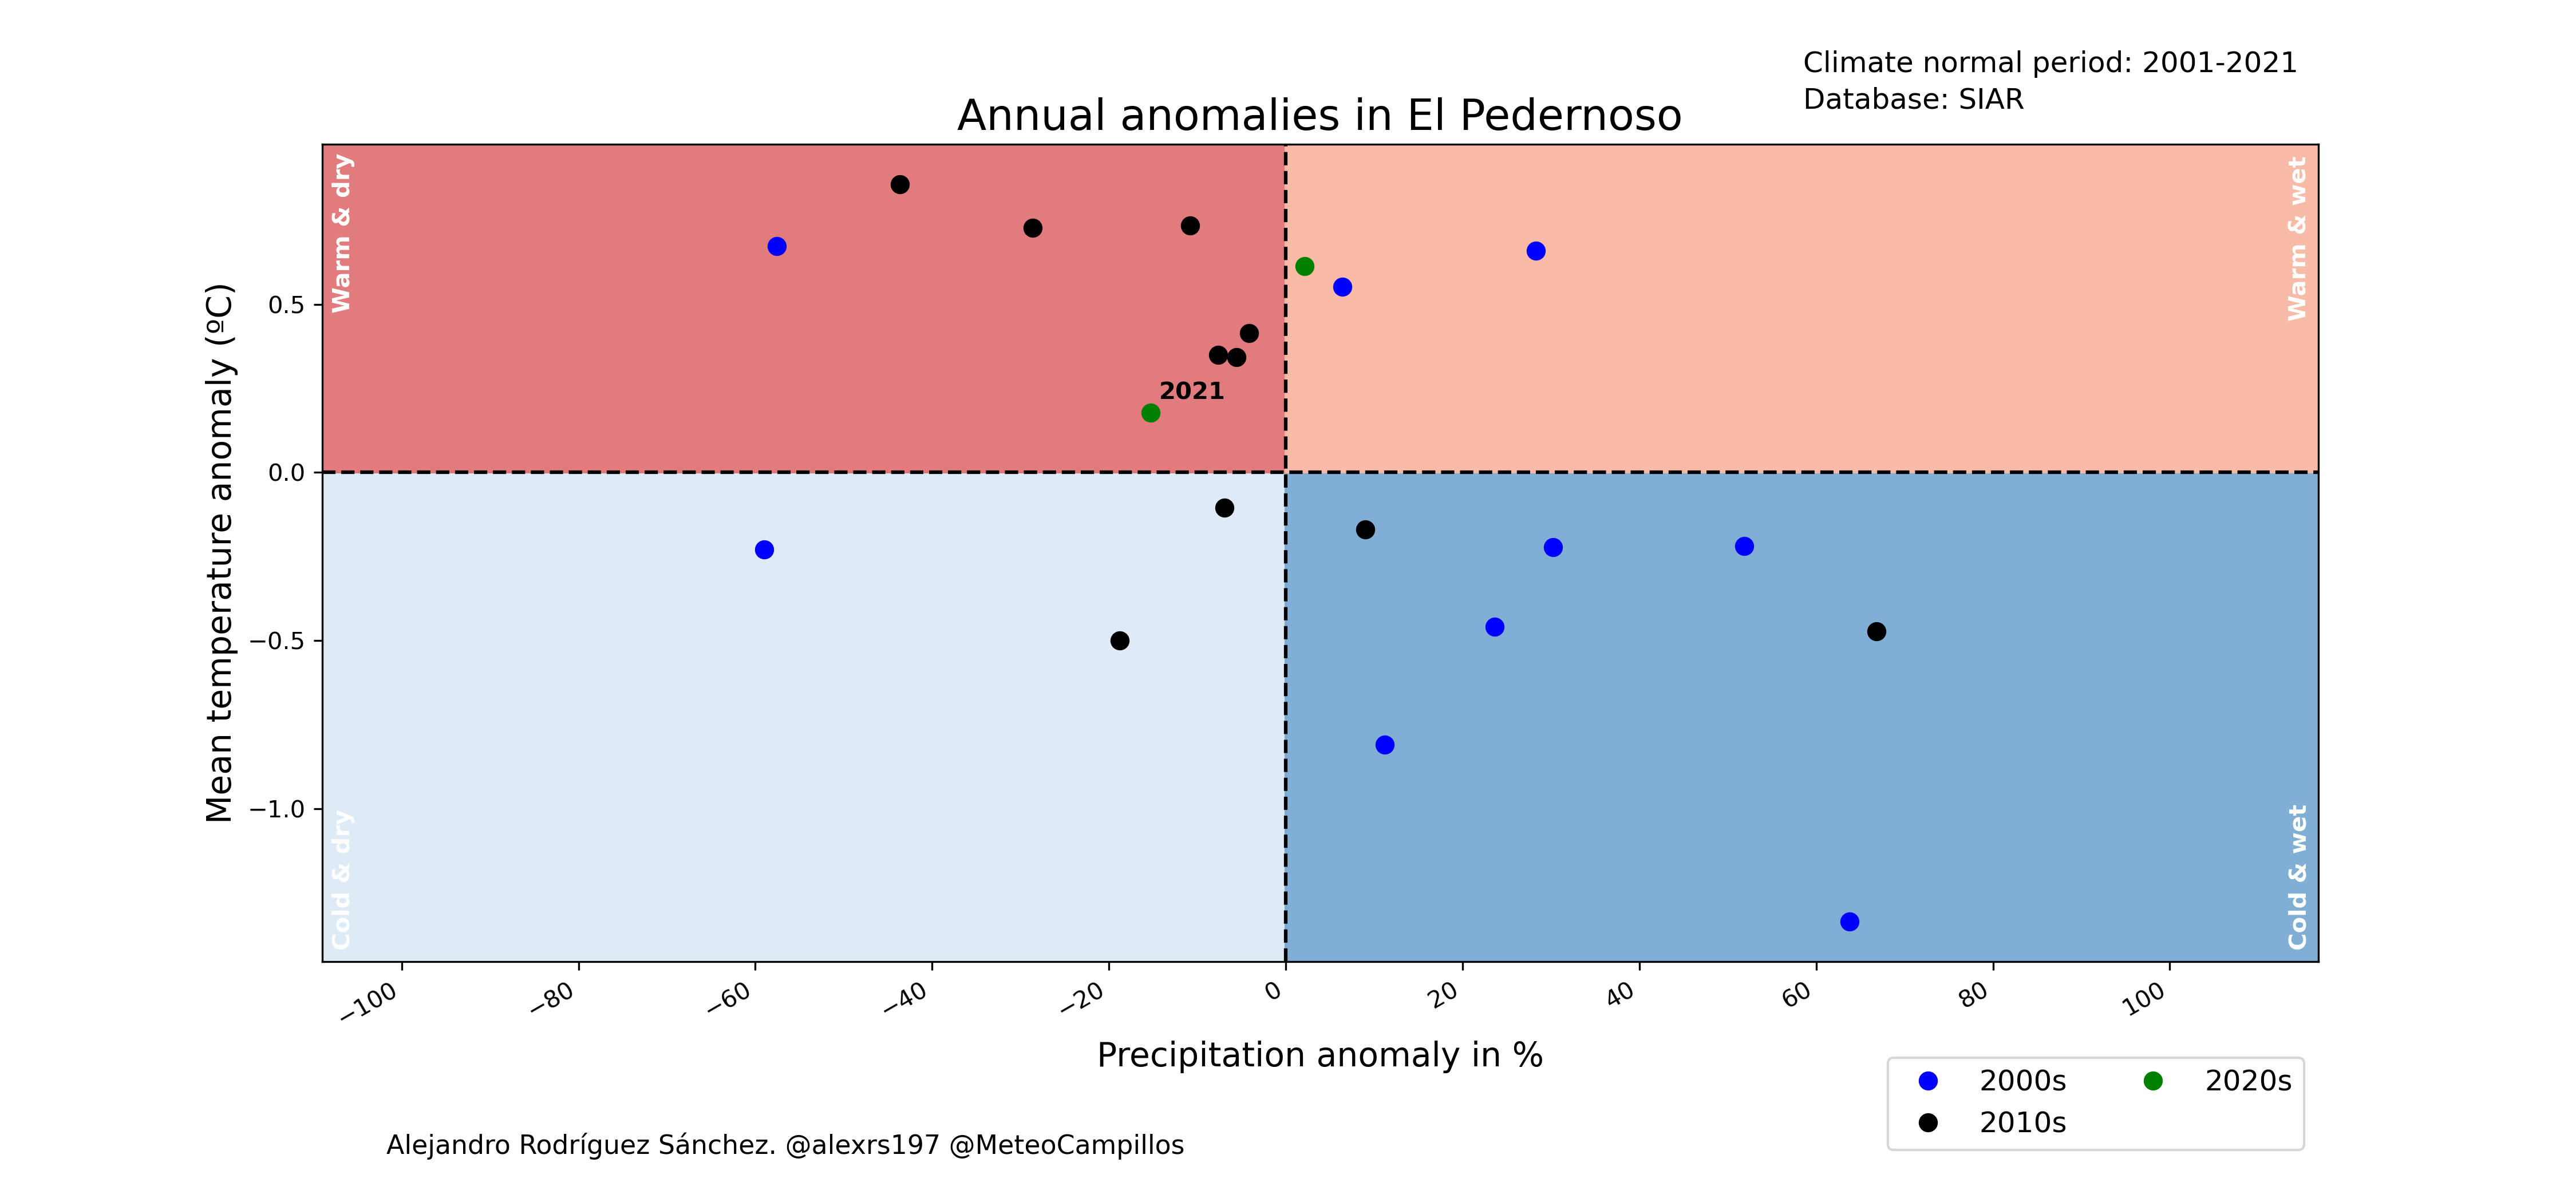 Climate normal period: 2001-2021
Database: SIAR
Annual anomalies in El Pedernoso
Warm & dry
Warm & wet
Mean temperature anomaly (ºC)
0.5
0.0
−0.5
−1.0
2021
Cold & dry
Cold & wet
−100
−80
−60
−40
−20
0
20
40
60
80
100
Precipitation anomaly in %
2000s
2020s
2010s
Alejandro Rodríguez Sánchez. @alexrs197 @MeteoCampillos